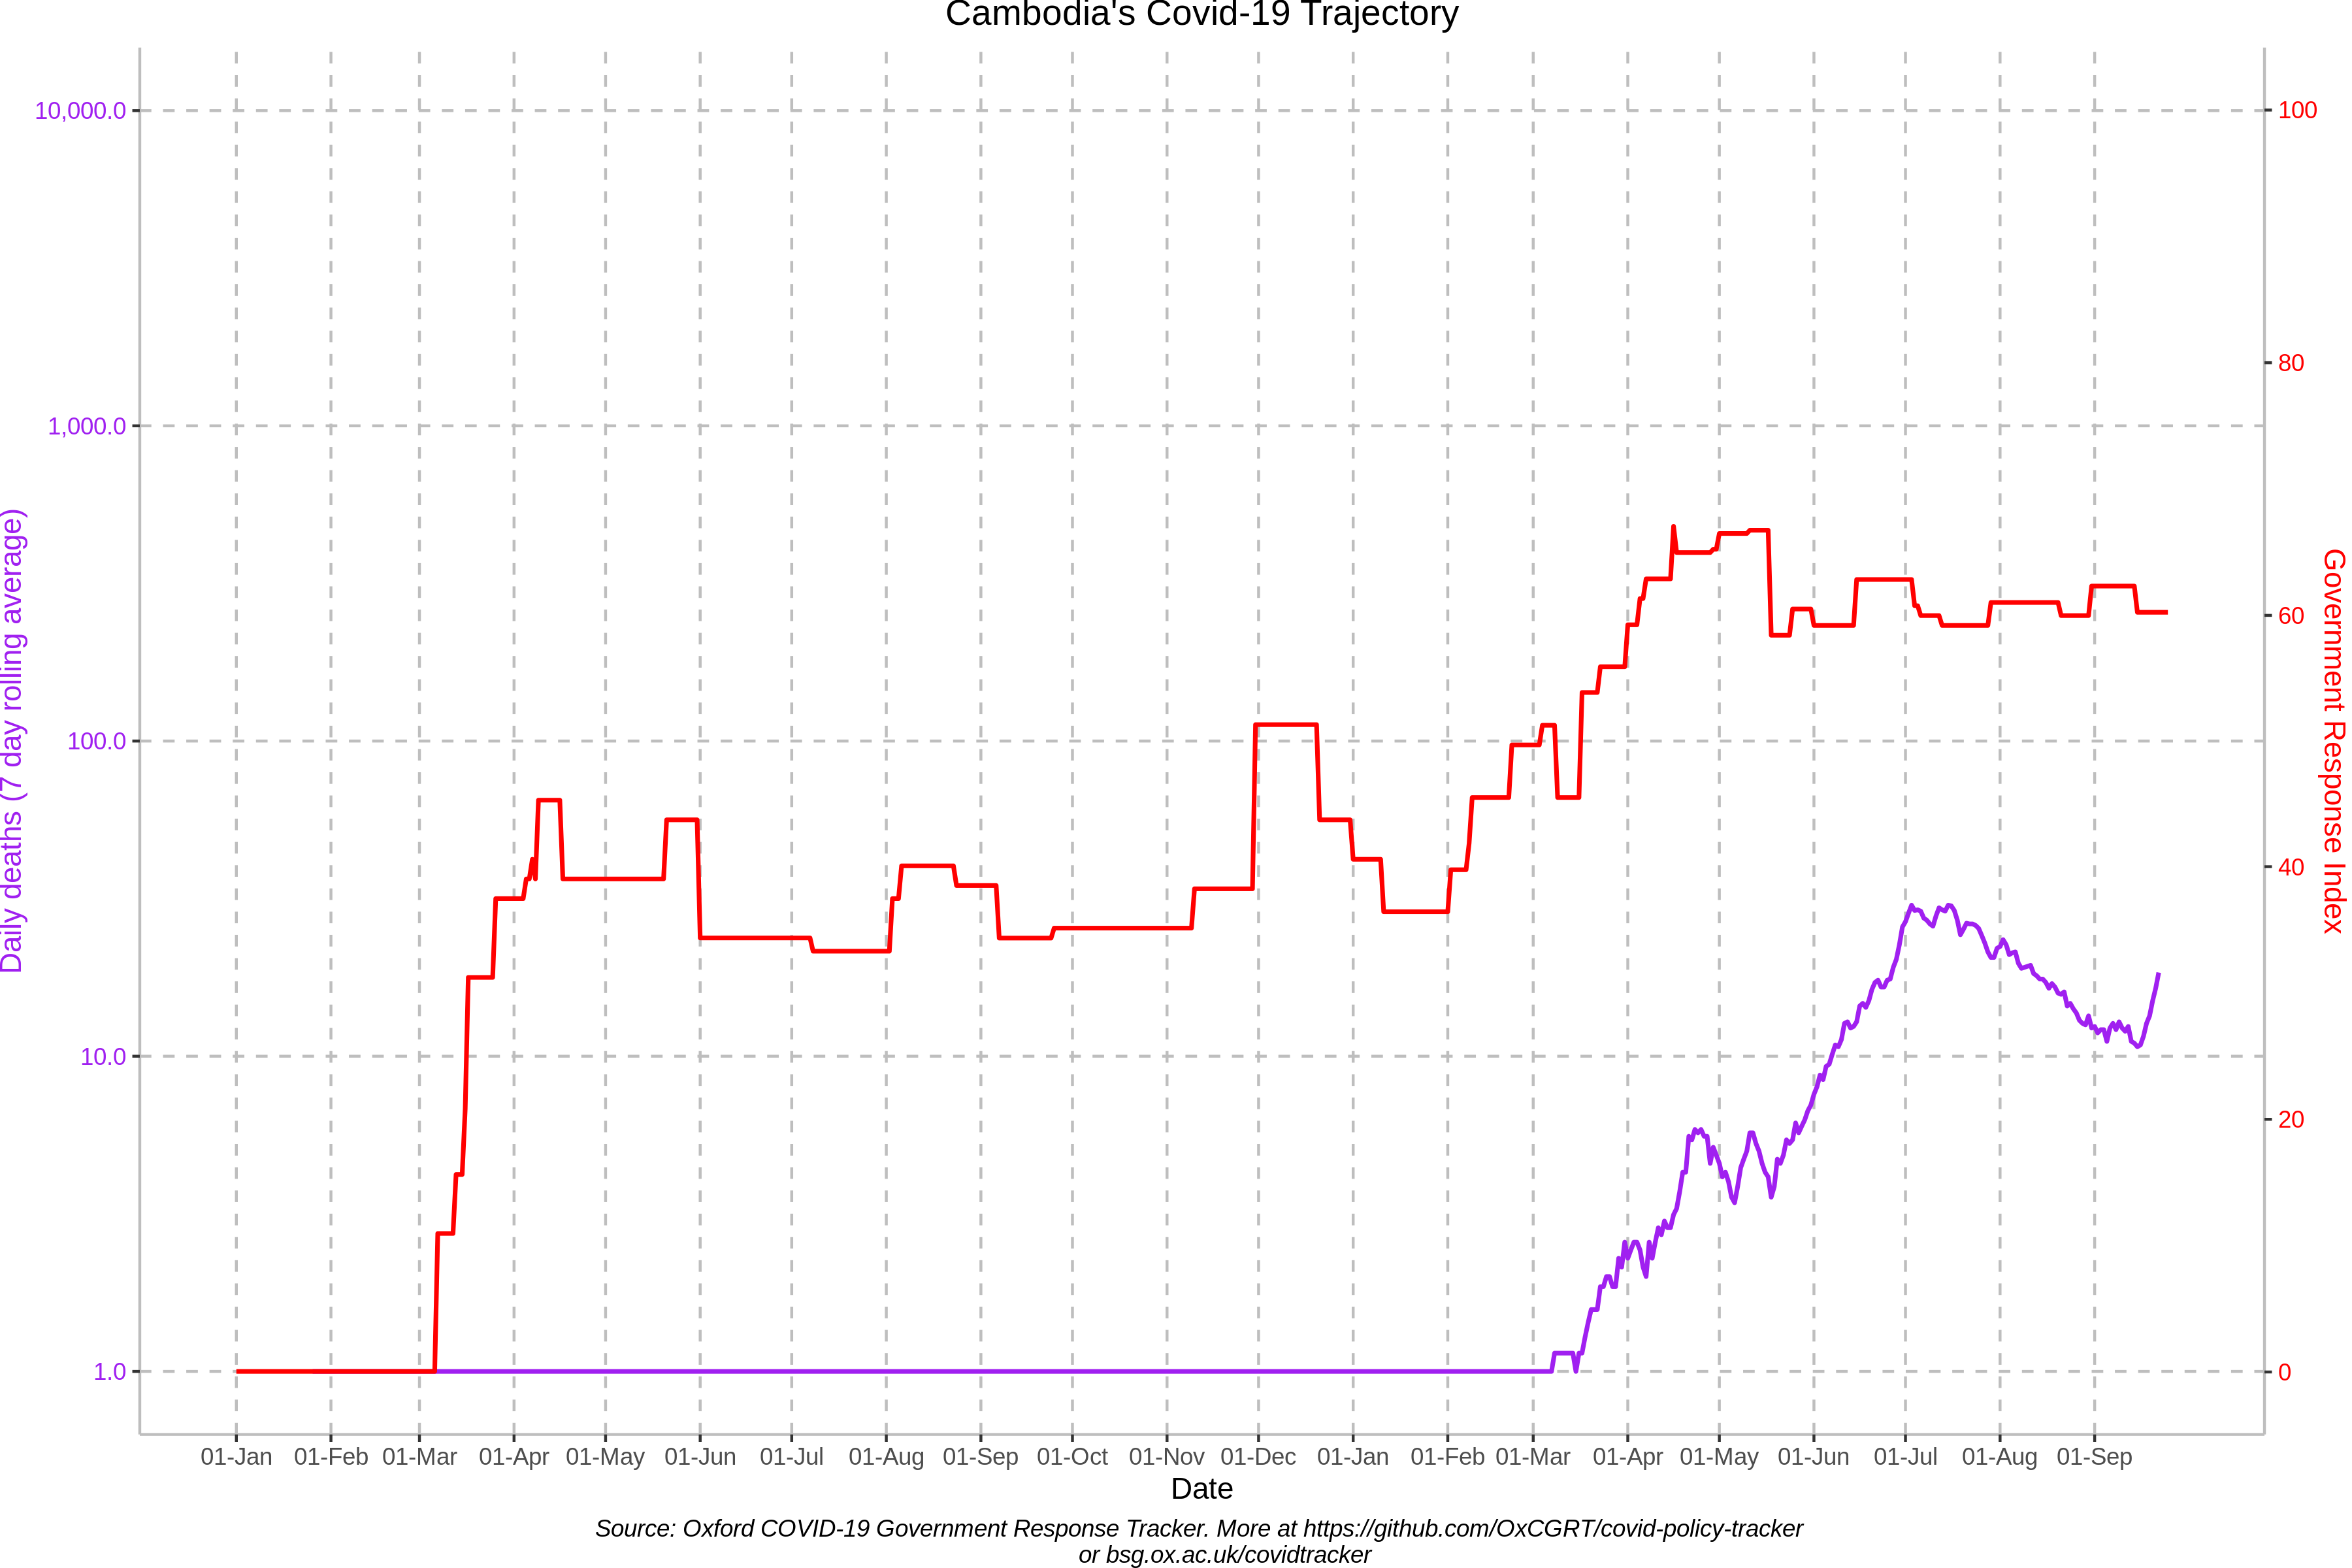 Cambodia's Covid-19 Trajectory
10,000.0
1,000.0
100.0
10.0
1.0
Daily deaths (7 day rolling average)
100
80
60
40
20
0
Government Response Index
01-Jan 01-Feb 01-Mar 01-Apr 01-May 01-Jun 01-Jul 01-Aug 01-Sep 01-Oct 01-Nov 01-Dec 01-Jan 01-Feb 01-Mar 01-Apr 01-May 01-Jun 01-Jul 01-Aug 01-Sep
Date
Source: Oxford COVID-19 Government Response Tracker. More at https://github.com/OxCGRT/covid-policy-tracker
or bsg.ox.ac.uk/covidtracker